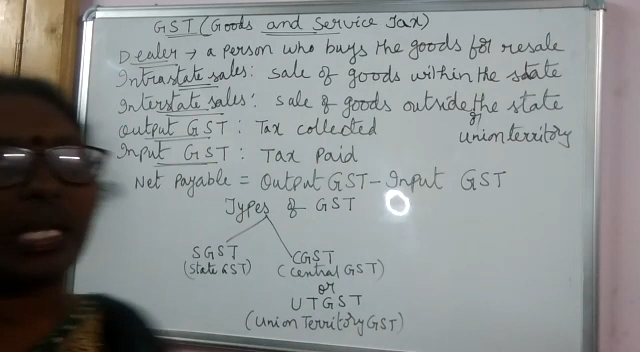 GST (Goods and Service Tax)
Dealer → a person who buys the goods for resale
Intrastate sales: sale of goods within the state
Interstate sales: sale of goods outside the state
or
union territory
Output GST : Tax collected
Input GST : Tax Paid
Net Payable = Output GST - Input GST
Types of GST
SGST
(State GST)
CGST
(Central GST)
or
UTGST
(Union Territory GST)